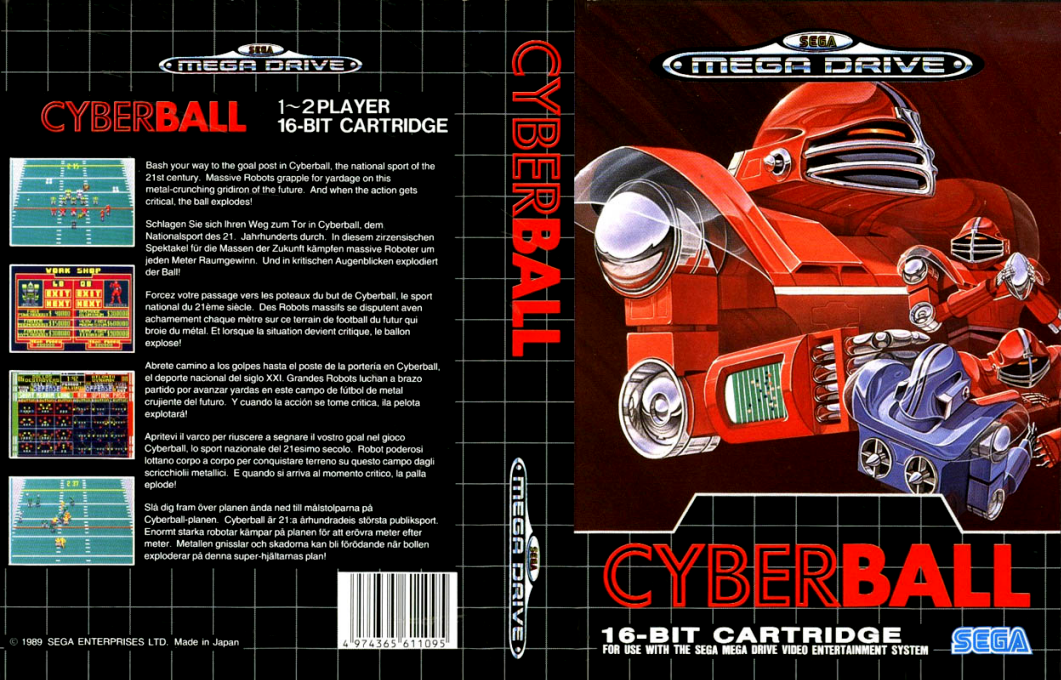 SEGA
MEGA DRIVE
CYBERBALL
1~2 PLAYER
16-BIT CARTRIDGE
Bash your way to the goal post in Cyberball, the national sport of the
21st century. Massive Robots grapple for yardage on this
metal-crunching gridiron of the future. And when the action gets
critical, the ball explodes!
Schlagen Sie sich Ihren Weg zum Tor in Cyberball, dem
Nationalsport des 21. Jahrhunderts durch. In diesem zirzensischen
Spektakel für die Massen der Zukunft kämpfen massive Roboter um
jeden Meter Raumgewinn. Und in kritischen Augenblicken explodiert
der Ball!
Forcez votre passage vers les poteaux du but de Cyberball, le sport
national du 21ème siècle. Des Robots massifs se disputent aven
achamement chaque mètre sur ce terrain de football du futur qui
broie du métal. Et lorsque la situation devient critique, le ballon
explose!
Abrete camino a los golpes hasta el poste de la portería en Cyberball,
el deporte nacional del siglo XXI. Grandes Robots luchan a brazo
partido por avanzar yardas en este campo de fútbol de metal
crujiente del futuro. Y cuando la acción se torne critica, ¡la pelota
explotará!
Apritevi il varco per riuscere a segnare il vostro goal nel gioco
Cyberball, lo sport nazionale del 21esimo secolo. Robot poderosi
lottano corpo a corpo per conquistare terreno su questo campo dagli
scricchiolii metallici. E quando si arriva al momento critico, la palla
eplode!
Slå dig fram över planen ända ned till målstolparna på
Cyberball-planen. Cyberball är 21:a århundradeis största publiksport.
Enormt starka robotar kämpar på planen för att erövra meter efter
meter. Metallen gnisslar och skadorna kan bli förödande når bollen
exploderar på denna super-hjältarnas plan!
WORK SHOP
EXIT
EXIT
NEXT
NEXT
© 1989 SEGA ENTERPRISES LTD. Made in Japan
4 974365 611095
CYBERBALL
SEGA
MEGA DRIVE
SEGA
MEGA DRIVE
CYBERBALL
16-BIT CARTRIDGE
FOR USE WITH THE SEGA MEGA DRIVE VIDEO ENTERTAINMENT SYSTEM
SEGA